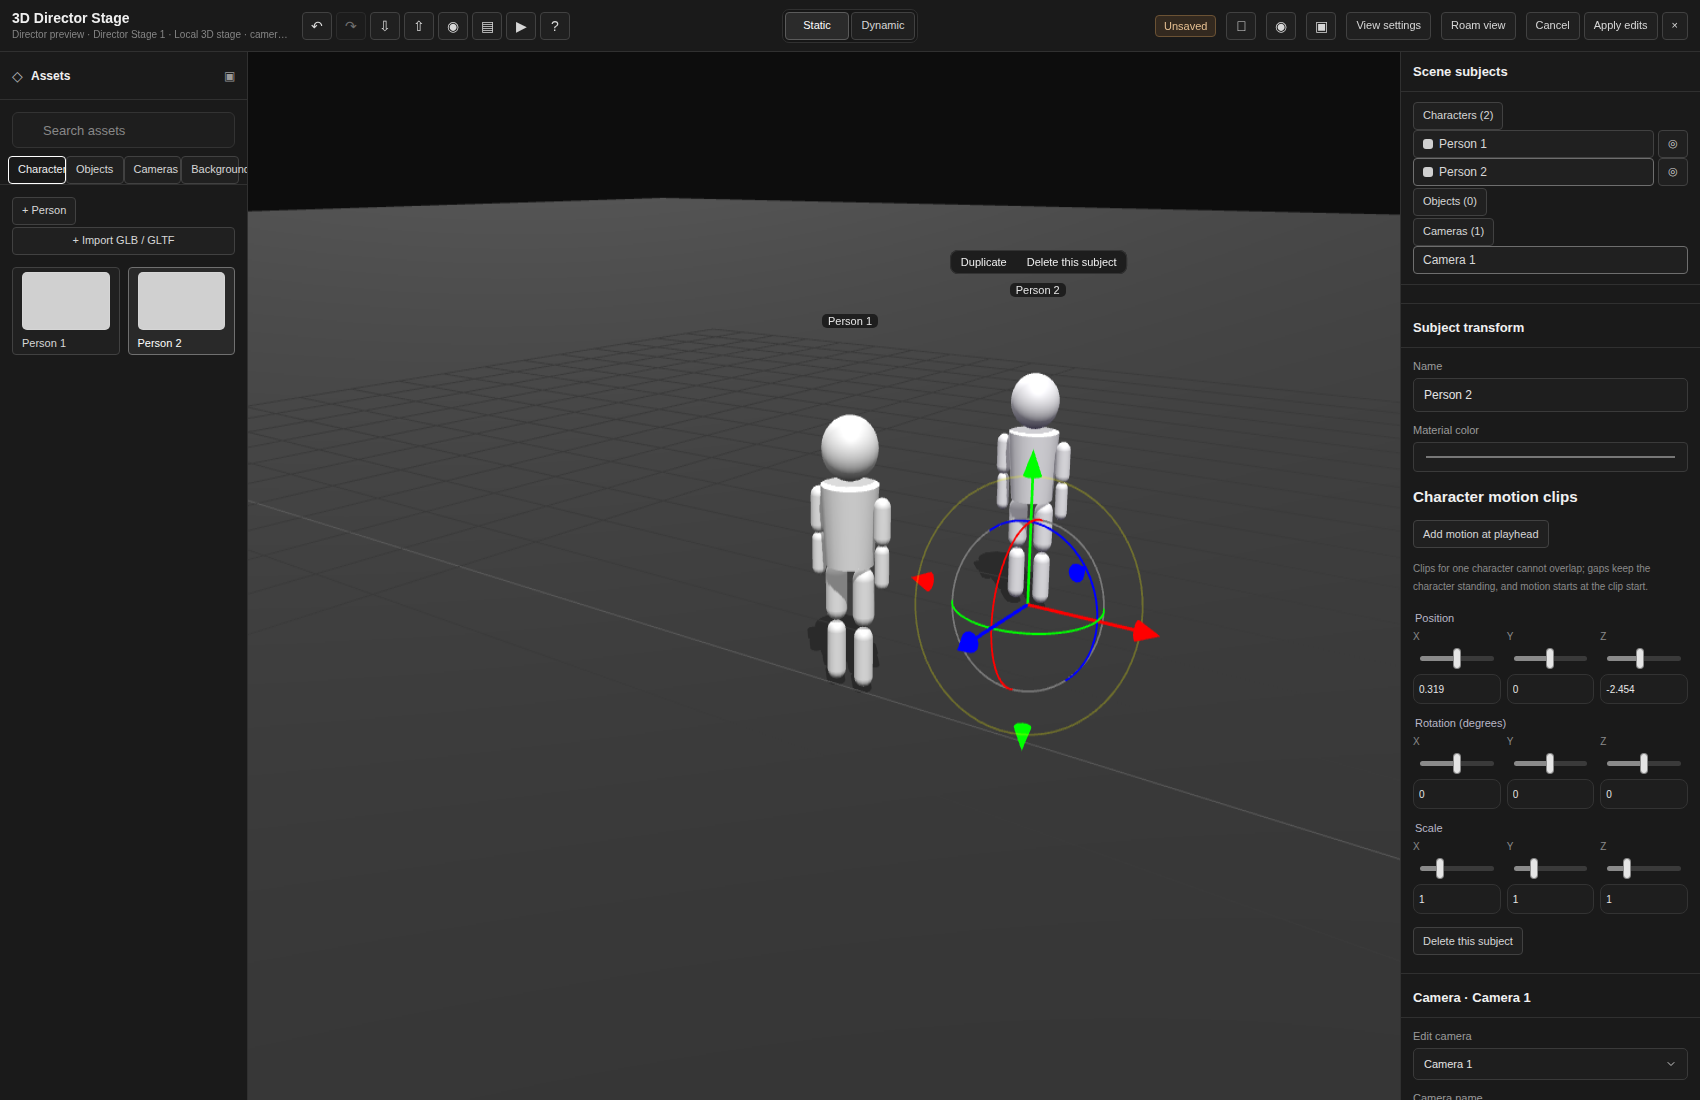 3D Director Stage
Director preview · Director Stage 1 · Local 3D stage · camer...
Static
Dynamic
Unsaved
View settings
Roam view
Cancel
Apply edits
×
Assets
Search assets
Character
Objects
Cameras
Background
+ Person
+ Import GLB / GLTF
Person 1
Person 2
Duplicate
Delete this subject
Person 2
Person 1
Scene subjects
Characters (2)
Person 1
Person 2
Objects (0)
Cameras (1)
Camera 1
Subject transform
Name
Person 2
Material color
Character motion clips
Add motion at playhead
Clips for one character cannot overlap; gaps keep the
character standing, and motion starts at the clip start.
Position
X Y Z
0.319 0 -2.454
Rotation (degrees)
X Y Z
0 0 0
Scale
X Y Z
1 1 1
Delete this subject
Camera · Camera 1
Edit camera
Camera 1
Camera name